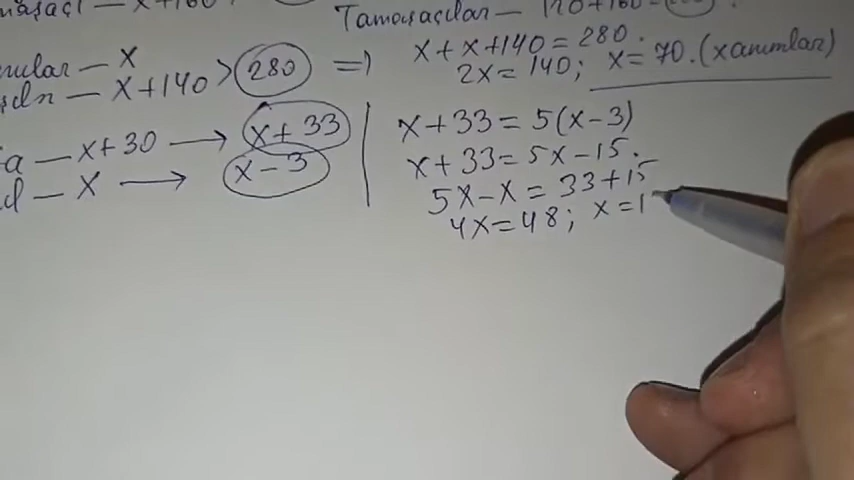 Tamaşaçılar — 120+160=280.
x+x+140=280.
2x=140; x=70.(xanımlar)
— x
— x+140 > 280 =>
— x+30 → x+33
— x → x-3
x+33=5(x-3)
x+33=5x-15.
5x-x=33+15
4x=48; x=1